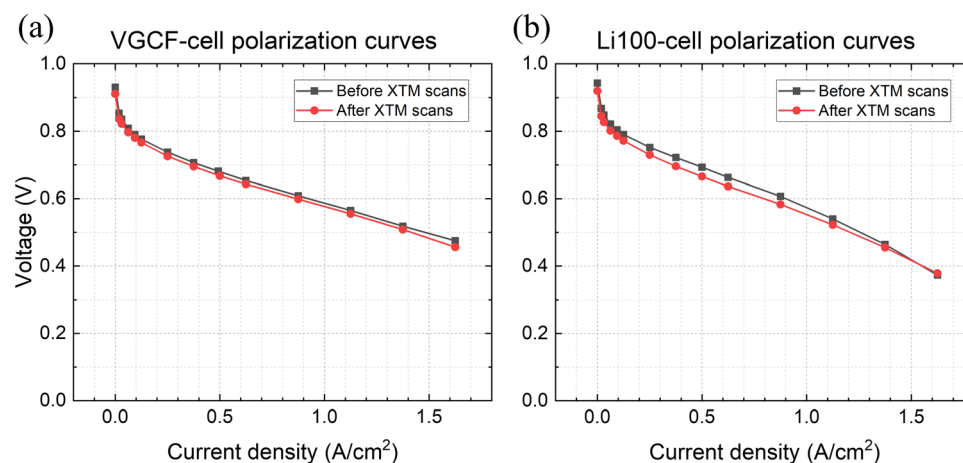 (a)
VGCF-cell polarization curves
Before XTM scans
After XTM scans
1.0
0.8
0.6
0.4
0.2
0.0
Voltage (V)
0.0 0.5 1.0 1.5
Current density (A/cm²)
(b)
Li100-cell polarization curves
Before XTM scans
After XTM scans
1.0
0.8
0.6
0.4
0.2
0.0
0.0 0.5 1.0 1.5
Current density (A/cm²)